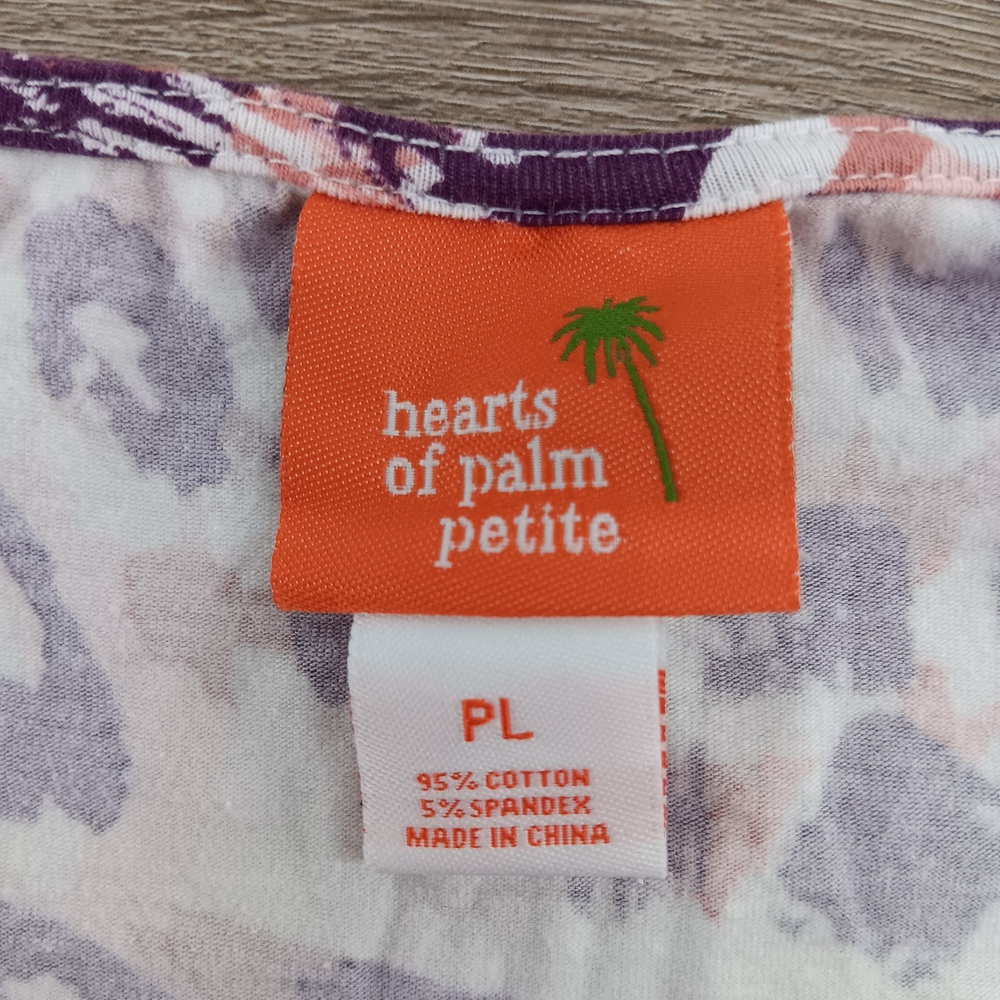 hearts
of palm
petite
PL
95% COTTON
5% SPANDEX
MADE IN CHINA